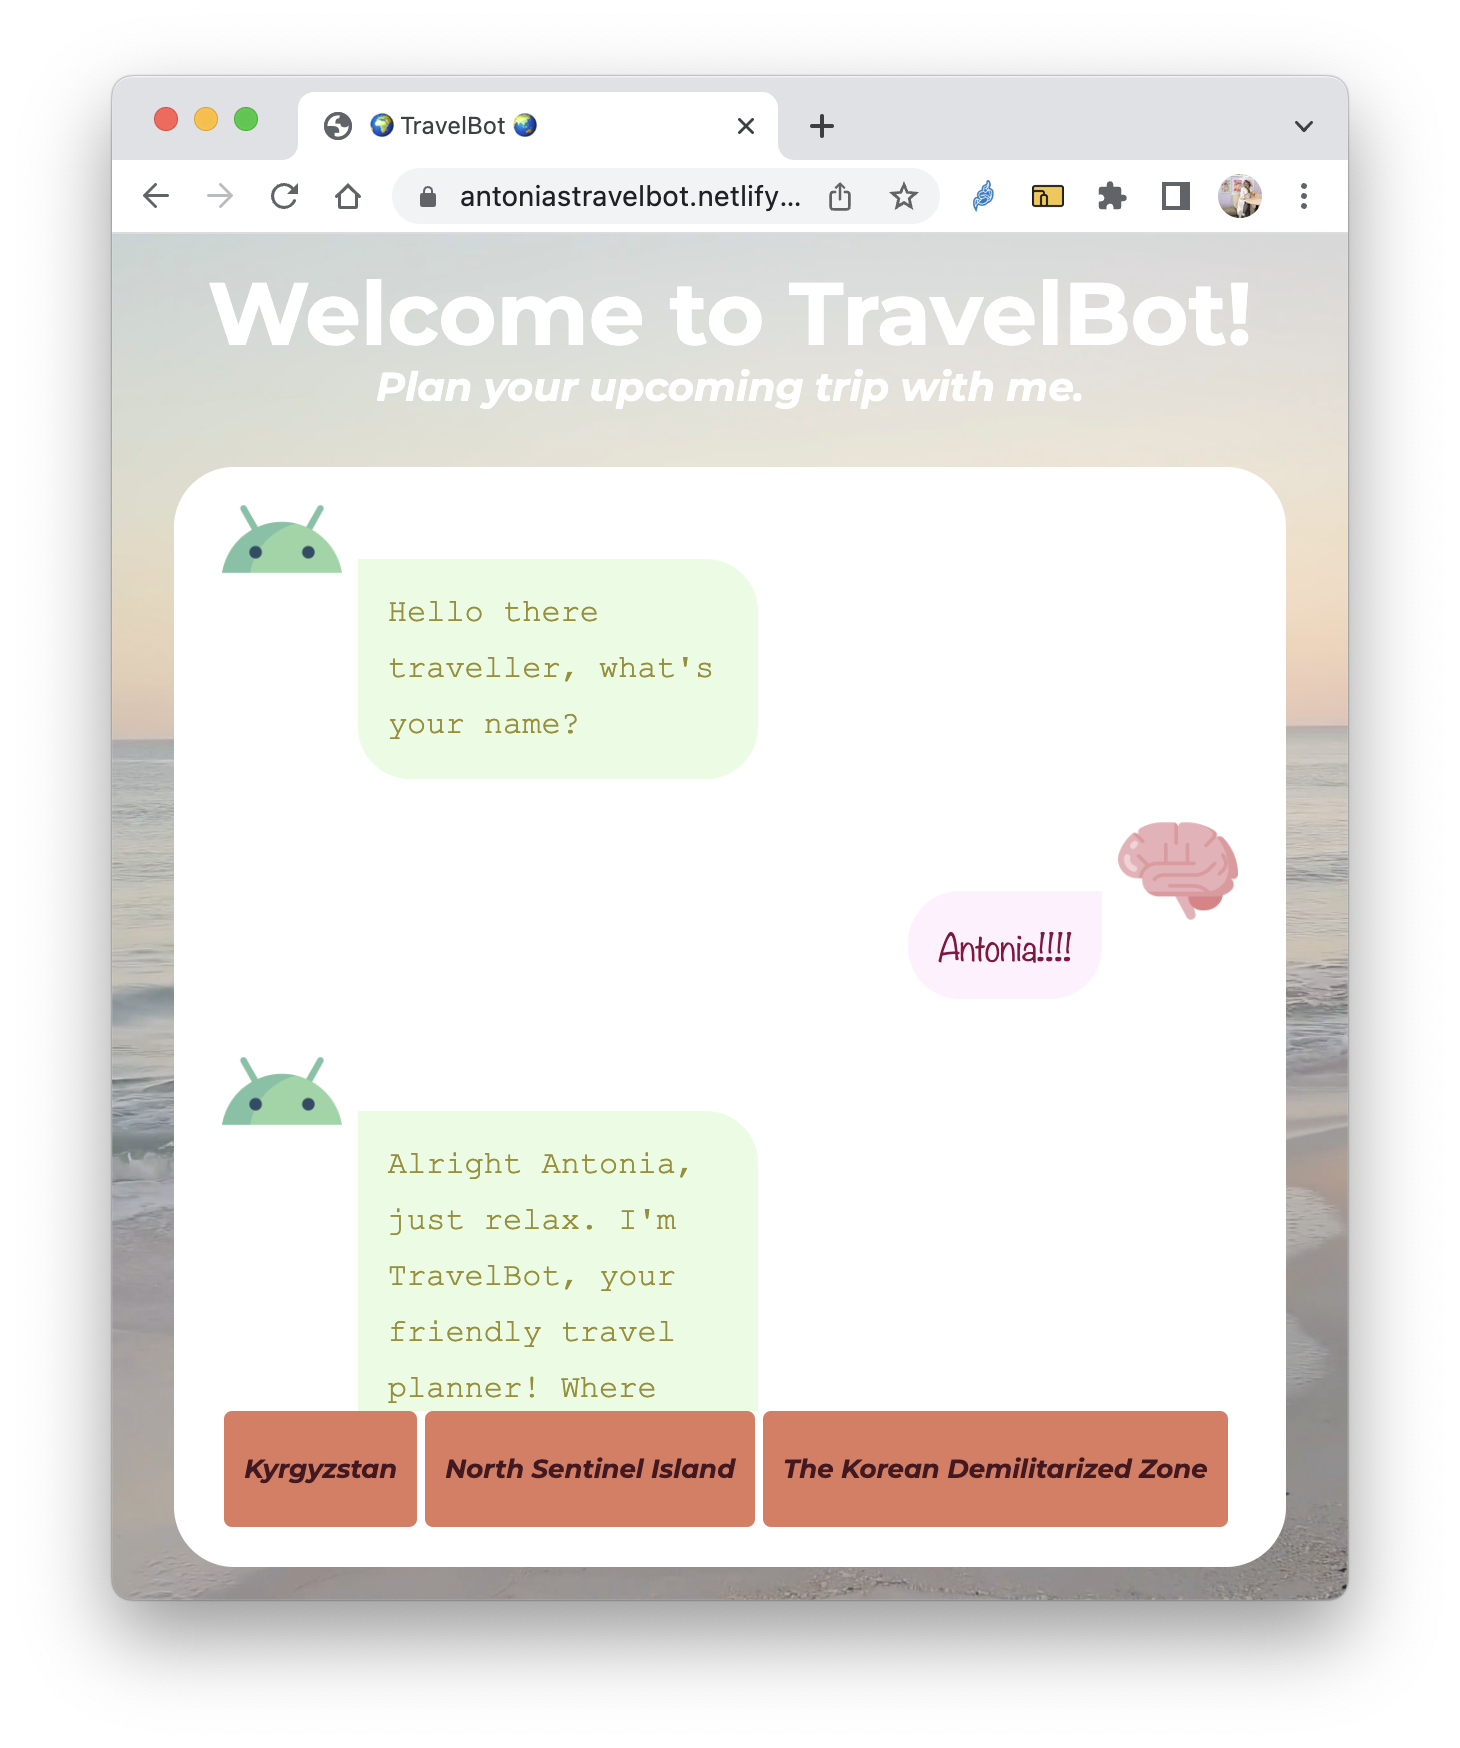 🌍 TravelBot 🌏
antoniastravelbot.netlify...
Welcome to TravelBot!
Plan your upcoming trip with me.
Hello there
traveller, what's
your name?
Antonia!!!!
Alright Antonia,
just relax. I'm
TravelBot, your
friendly travel
planner! Where
Kyrgyzstan
North Sentinel Island
The Korean Demilitarized Zone